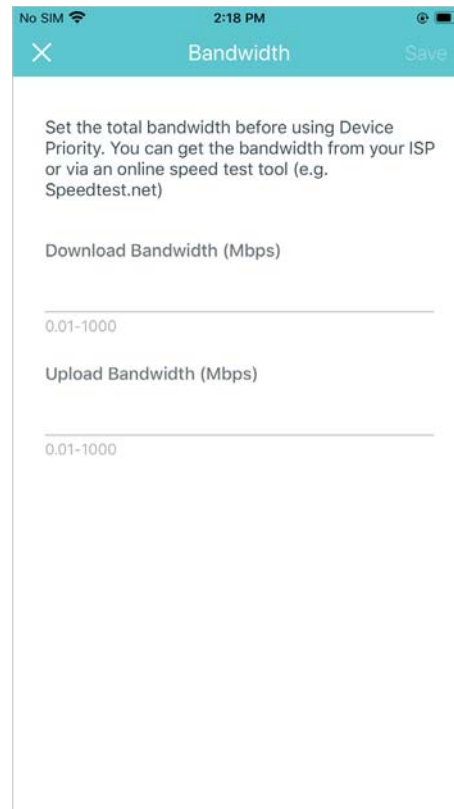 No SIM 2:18 PM
Bandwidth Save
Set the total bandwidth before using Device
Priority. You can get the bandwidth from your ISP
or via an online speed test tool (e.g.
Speedtest.net)
Download Bandwidth (Mbps)
0.01-1000
Upload Bandwidth (Mbps)
0.01-1000